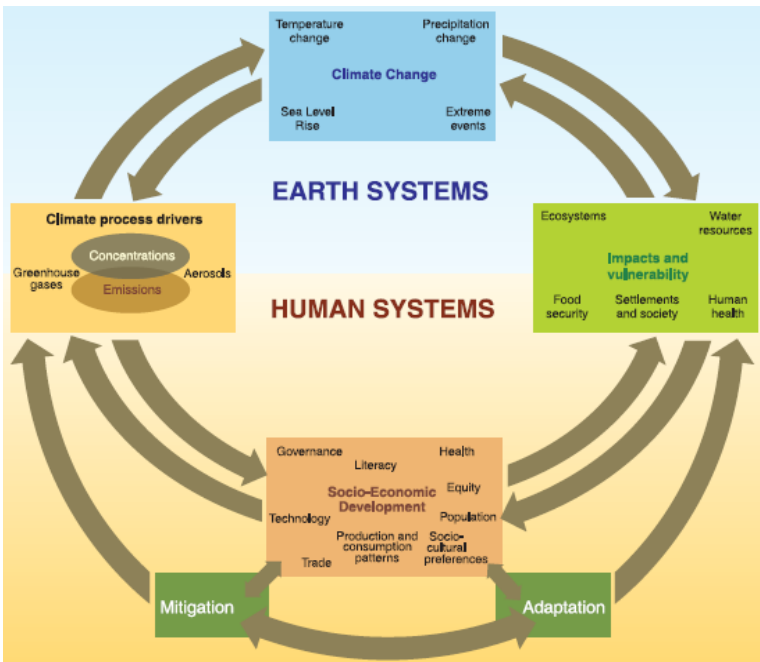 Temperature
change
Precipitation
change
Climate Change
Sea Level
Rise
Extreme
events
EARTH SYSTEMS
Climate process drivers
Concentrations
Greenhouse
gases
Aerosols
Emissions
Ecosystems
Water
resources
Impacts and
vulnerability
Food
security
Settlements
and society
Human
health
HUMAN SYSTEMS
Governance
Literacy
Health
Socio-Economic
Development
Equity
Technology
Population
Production and
consumption
patterns
Socio-
cultural
preferences
Trade
Mitigation
Adaptation